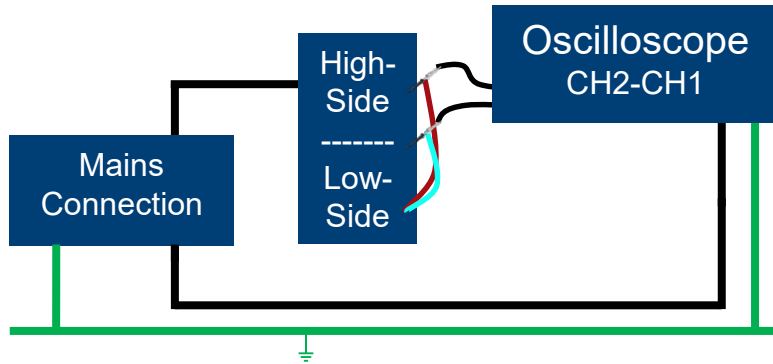 Oscilloscope
CH2-CH1
High-
Side
-------
Low-
Side
Mains
Connection